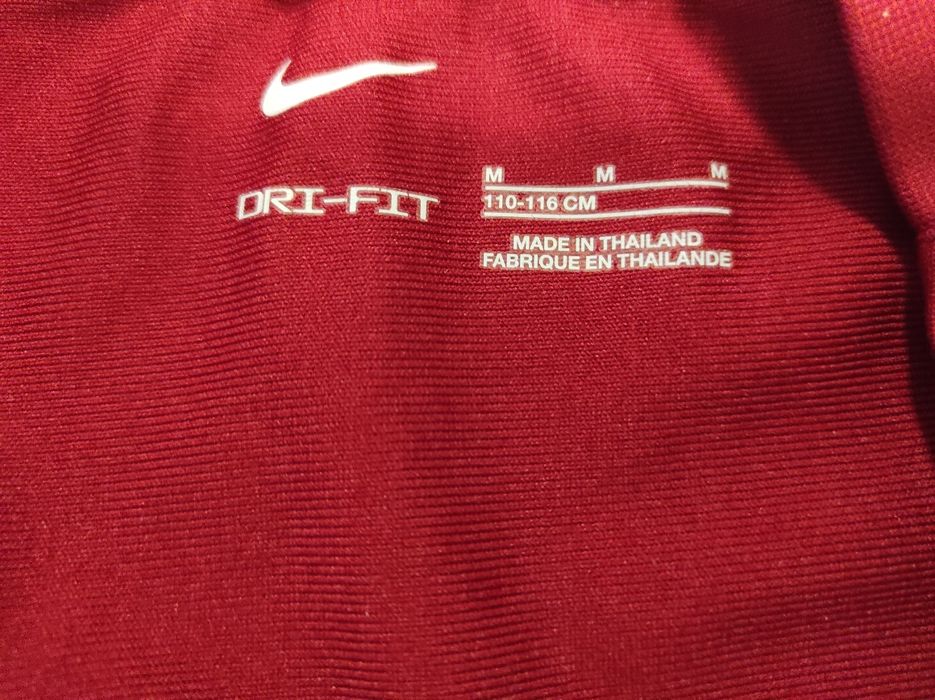 DRI-FIT
M M M
110-116 CM
MADE IN THAILAND
FABRIQUE EN THAILANDE